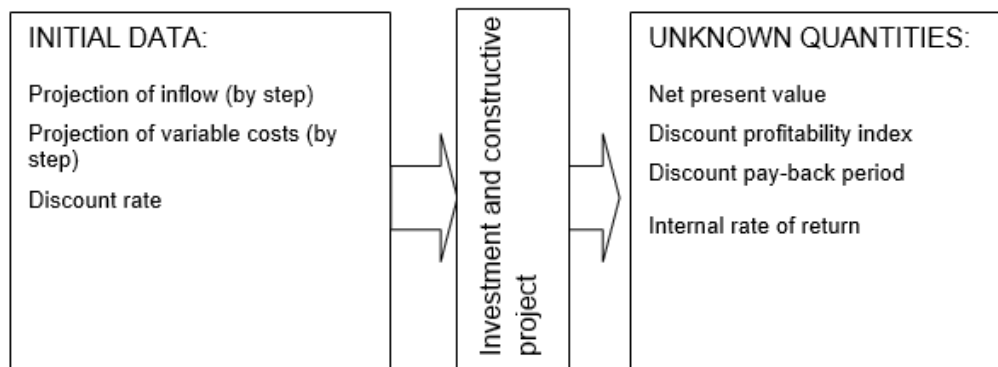 INITIAL DATA:
Projection of inflow (by step)
Projection of variable costs (by
step)
Discount rate
Investment and constructive
project
UNKNOWN QUANTITIES:
Net present value
Discount profitability index
Discount pay-back period
Internal rate of return